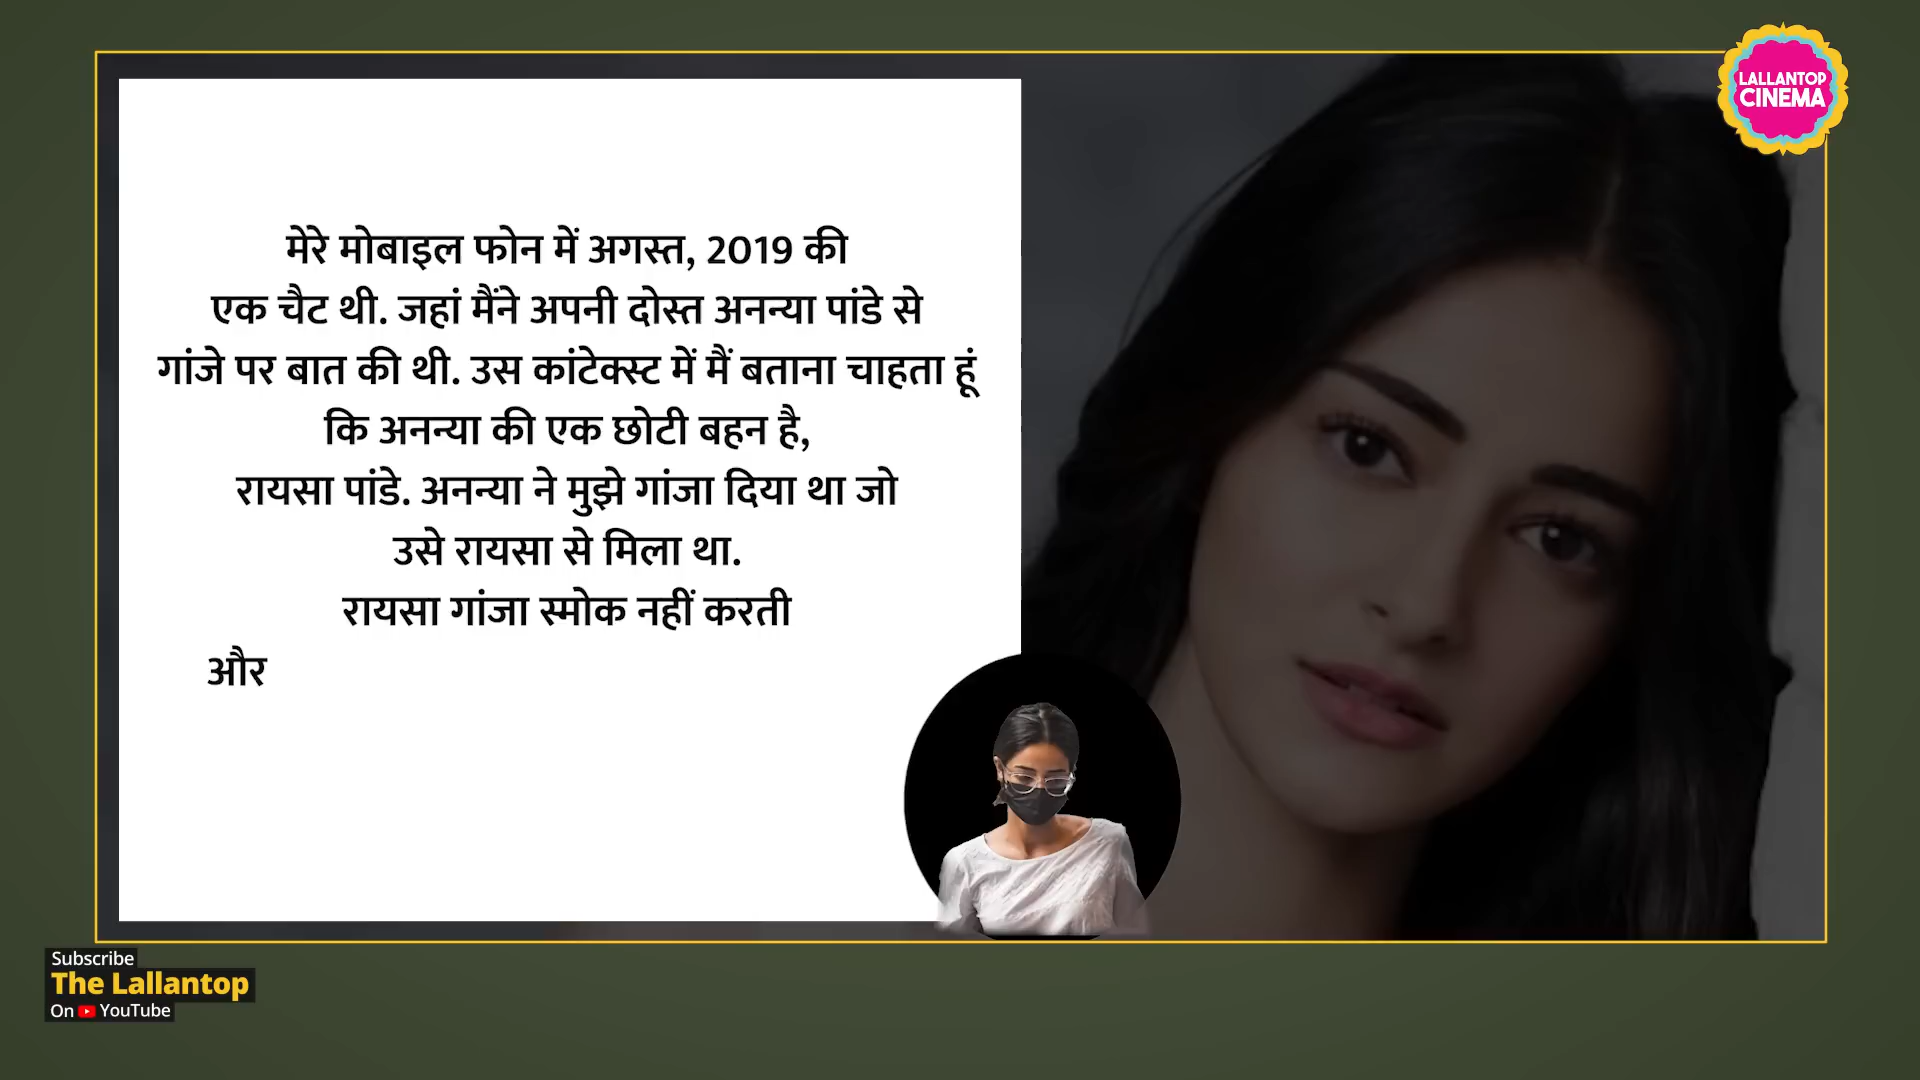 LALLANTOP
CINEMA
मेरे मोबाइल फोन में अगस्त, 2019 की
एक चैट थी. जहां मैंने अपनी दोस्त अनन्या पांडे से
गांजे पर बात की थी. उस कांटेक्स्ट में मैं बताना चाहता हूं
कि अनन्या की एक छोटी बहन है,
रायसा पांडे. अनन्या ने मुझे गांजा दिया था जो
उसे रायसा से मिला था.
रायसा गांजा स्मोक नहीं करती
और
Subscribe
The Lallantop
On YouTube